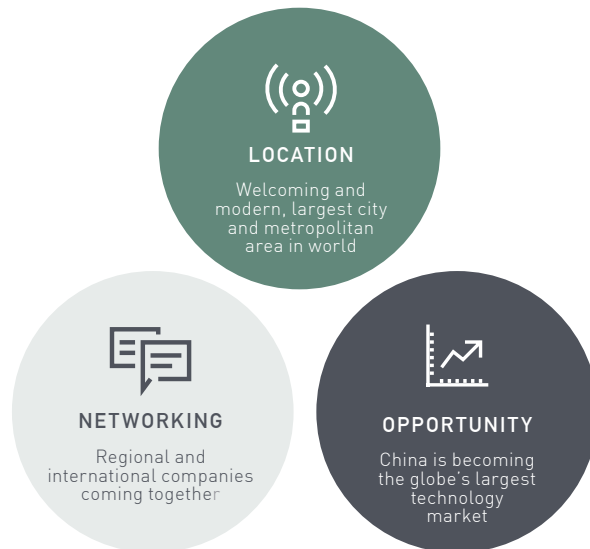 LOCATION
Welcoming and
modern, largest city
and metropolitan
area in world
NETWORKING
Regional and
international companies
coming together
OPPORTUNITY
China is becoming
the globe's largest
technology
market